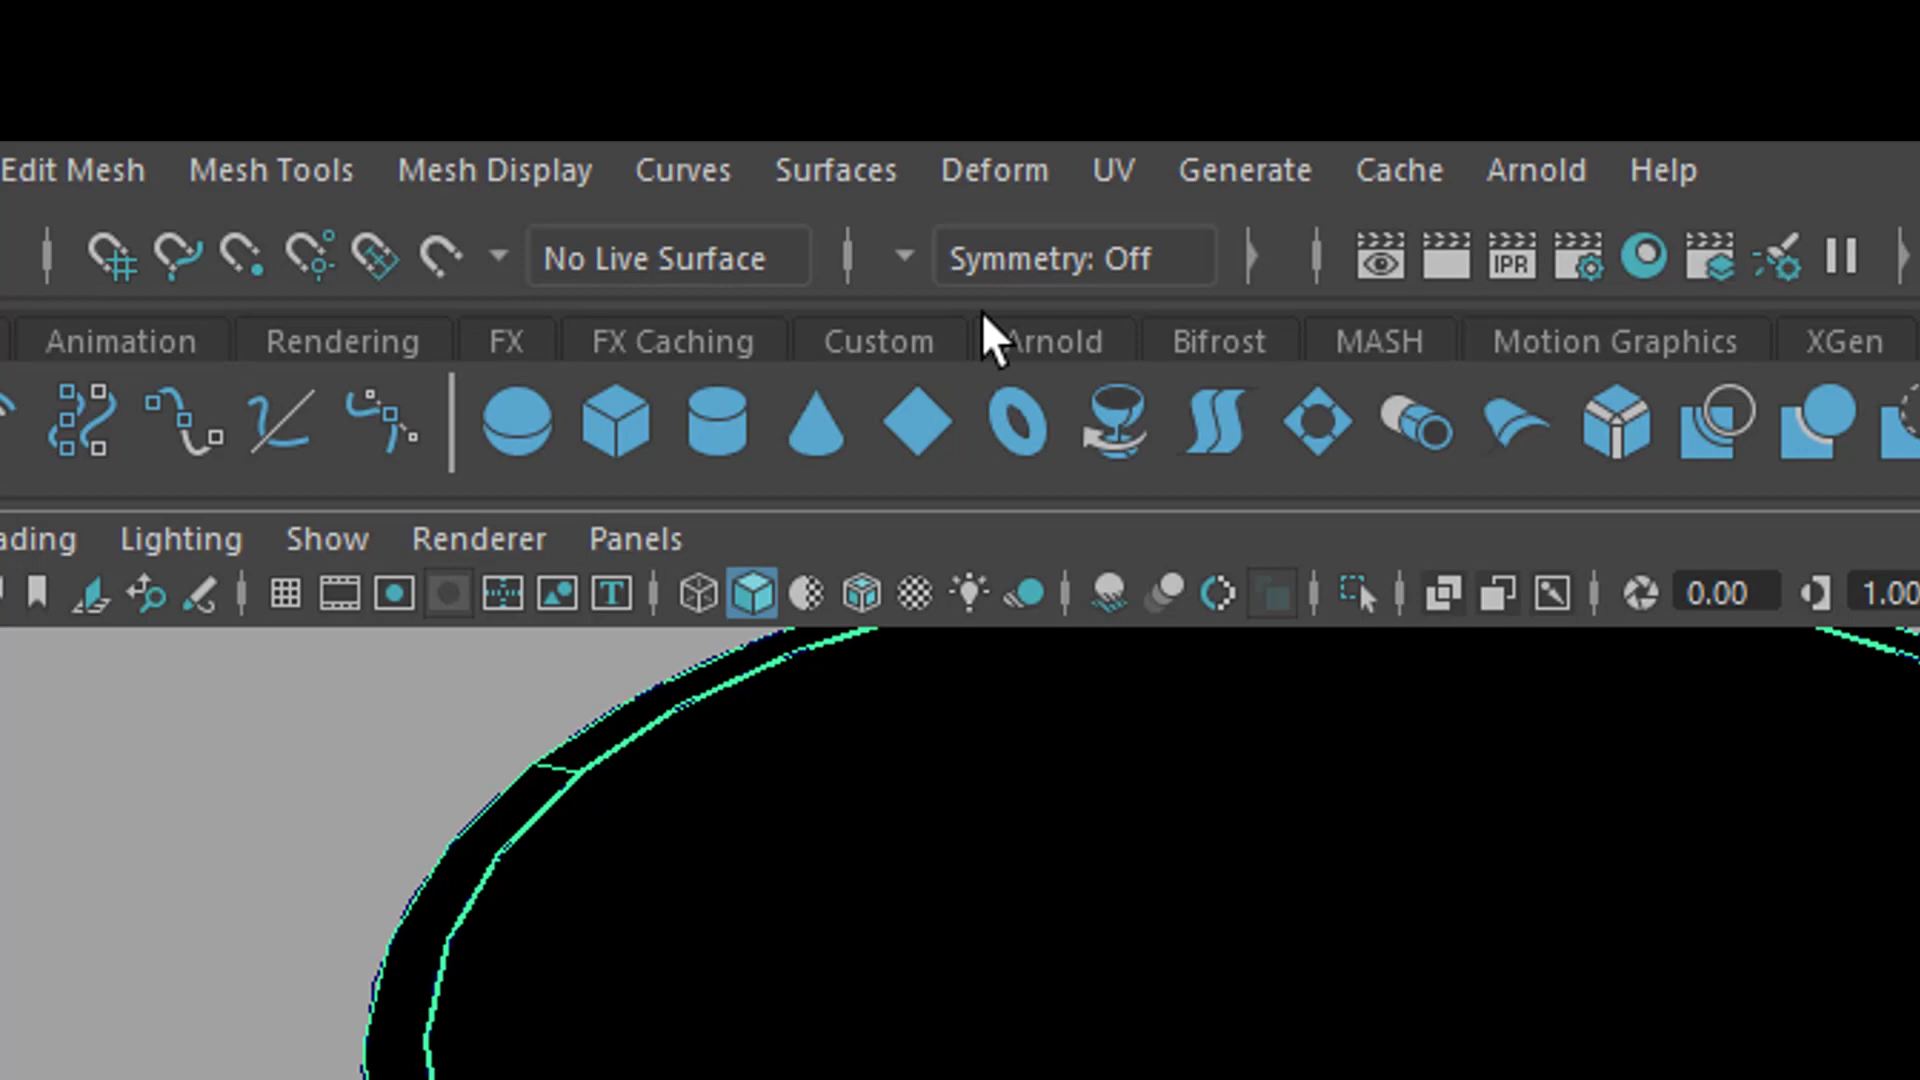 Edit Mesh Mesh Tools Mesh Display Curves Surfaces Deform UV Generate Cache Arnold Help
No Live Surface Symmetry: Off IPR
Animation Rendering FX FX Caching Custom Arnold Bifrost MASH Motion Graphics XGen
ading Lighting Show Renderer Panels
T 0.00 1.00